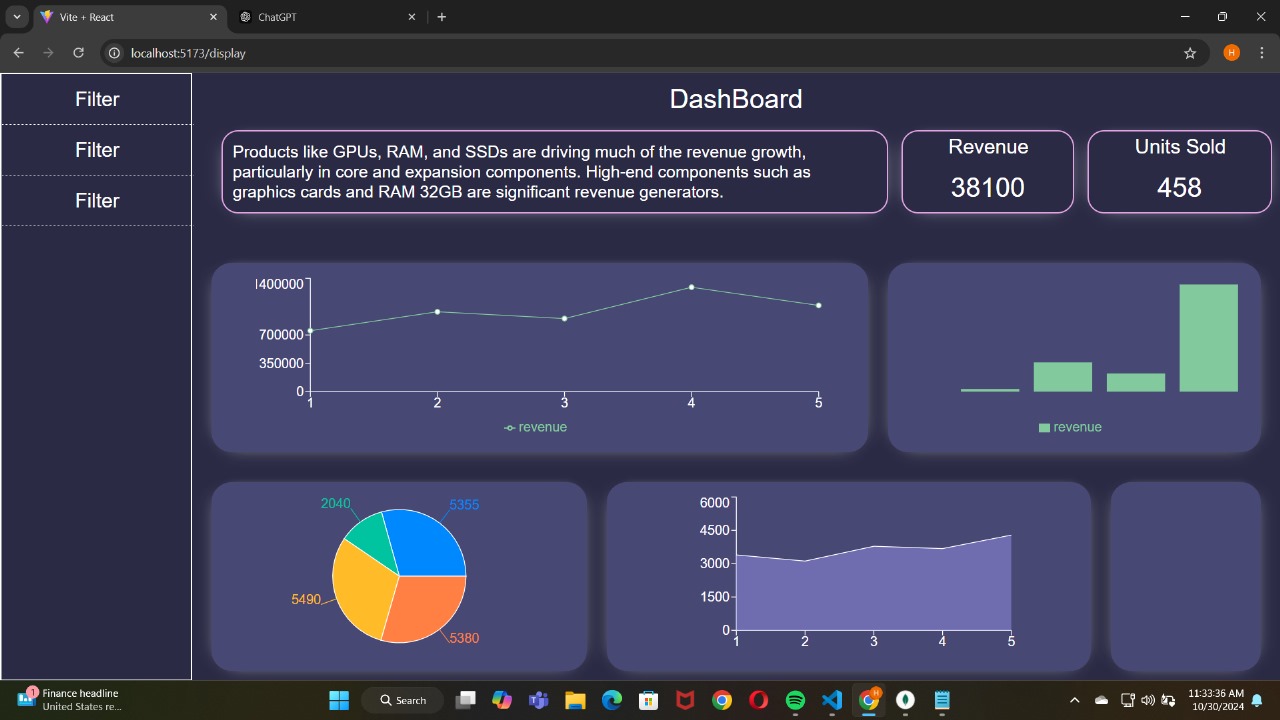 Vite + React
ChatGPT
localhost:5173/display
H
Filter
Filter
Filter
DashBoard
Products like GPUs, RAM, and SSDs are driving much of the revenue growth,
particularly in core and expansion components. High-end components such as
graphics cards and RAM 32GB are significant revenue generators.
Revenue
38100
Units Sold
458
1400000
700000
350000
0
1 2 3 4 5
revenue
revenue
2040
5355
5490
5380
6000
4500
3000
1500
0
1 2 3 4 5
1
Finance headline
United States re...
Search
H
11:33:36 AM
10/30/2024